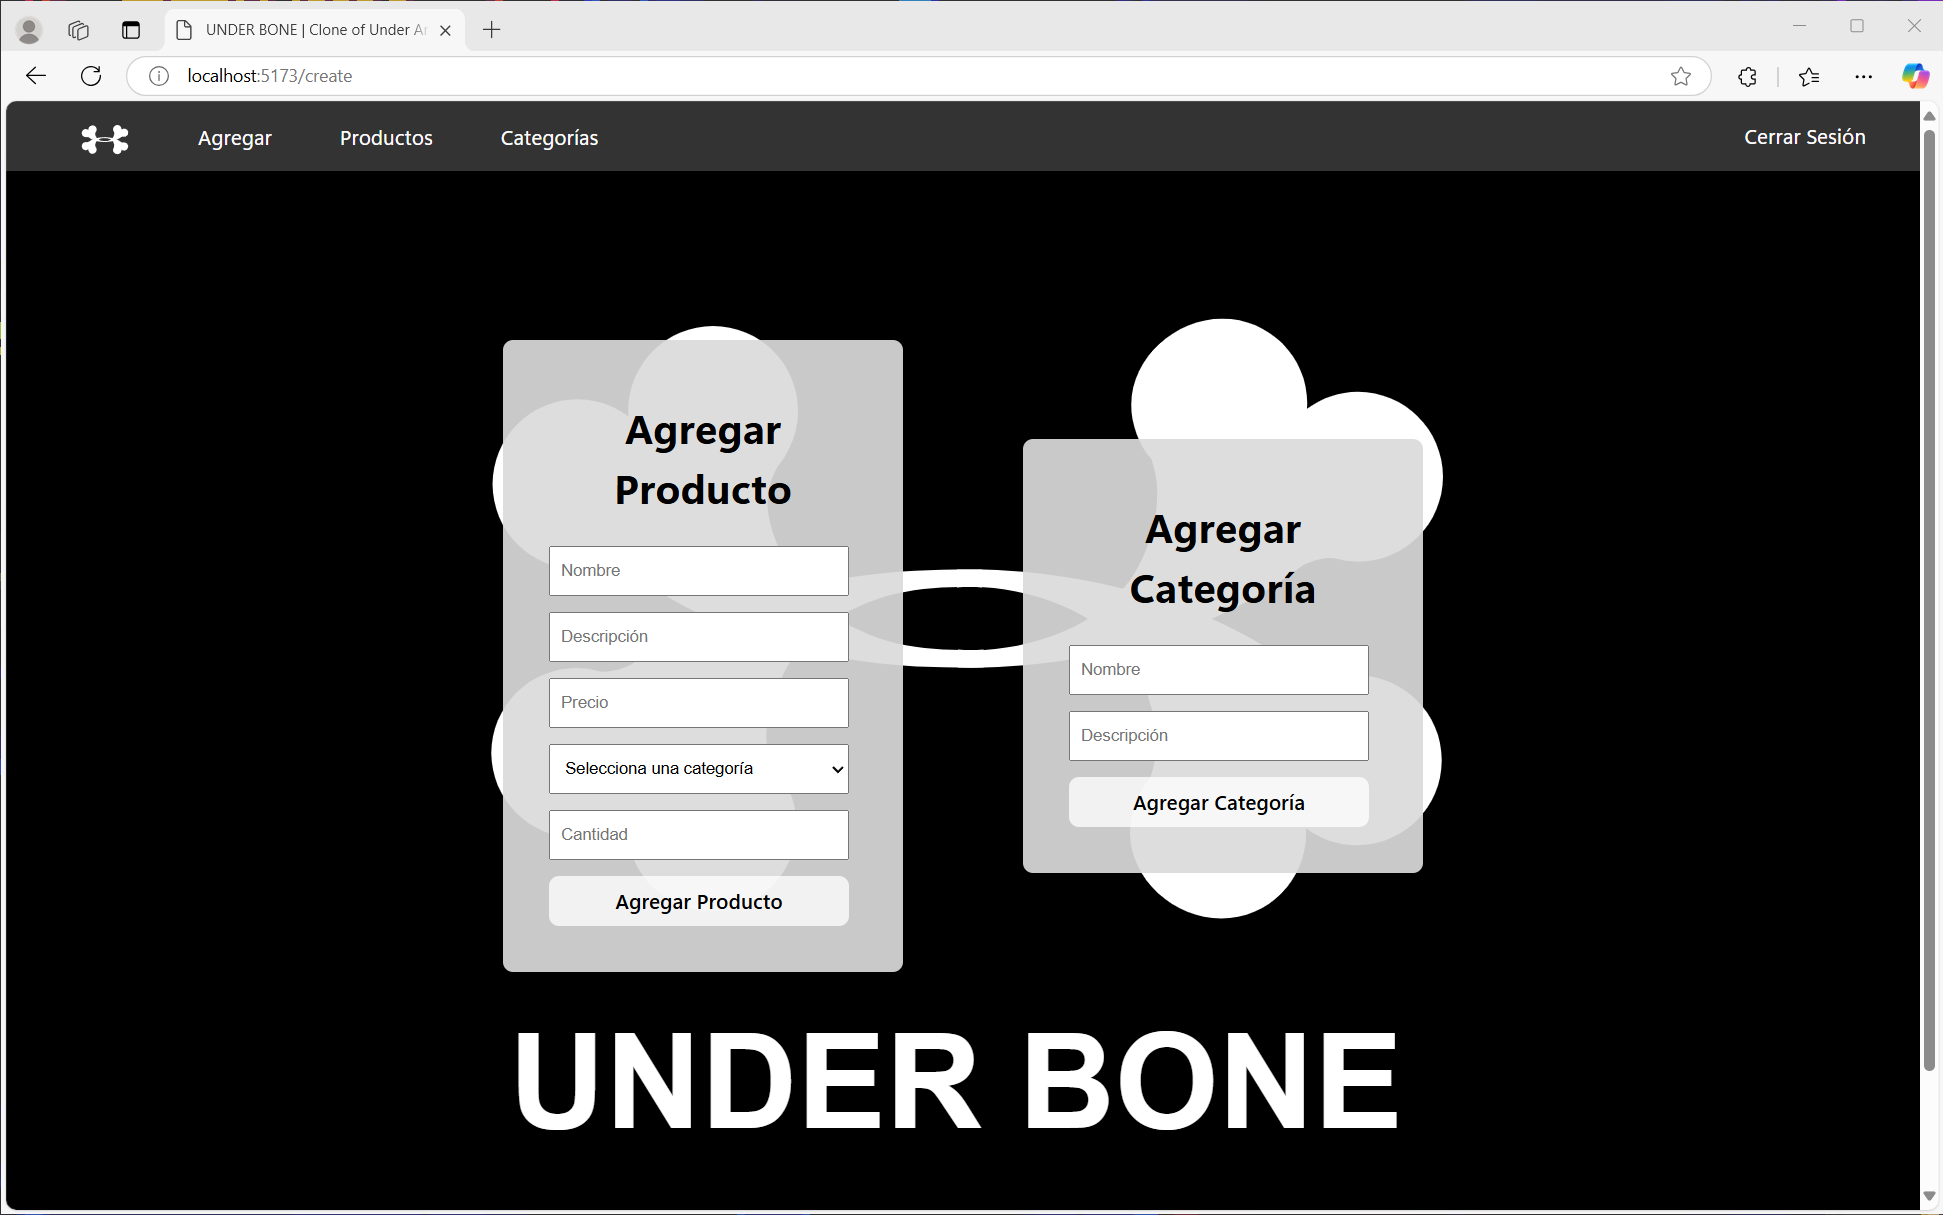 UNDER BONE | Clone of Under Ar
localhost:5173/create
Agregar
Productos
Categorías
Cerrar Sesión
Agregar
Producto
Nombre
Descripción
Precio
Selecciona una categoría
Cantidad
Agregar Producto
Agregar
Categoría
Nombre
Descripción
Agregar Categoría
UNDER BONE